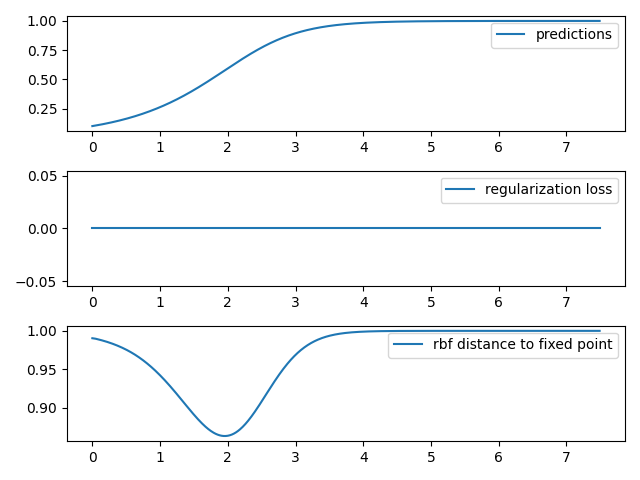 1.00
0.75
0.50
0.25
predictions
0 1 2 3 4 5 6 7
0.05
0.00
−0.05
regularization loss
0 1 2 3 4 5 6 7
1.00
0.95
0.90
rbf distance to fixed point
0 1 2 3 4 5 6 7